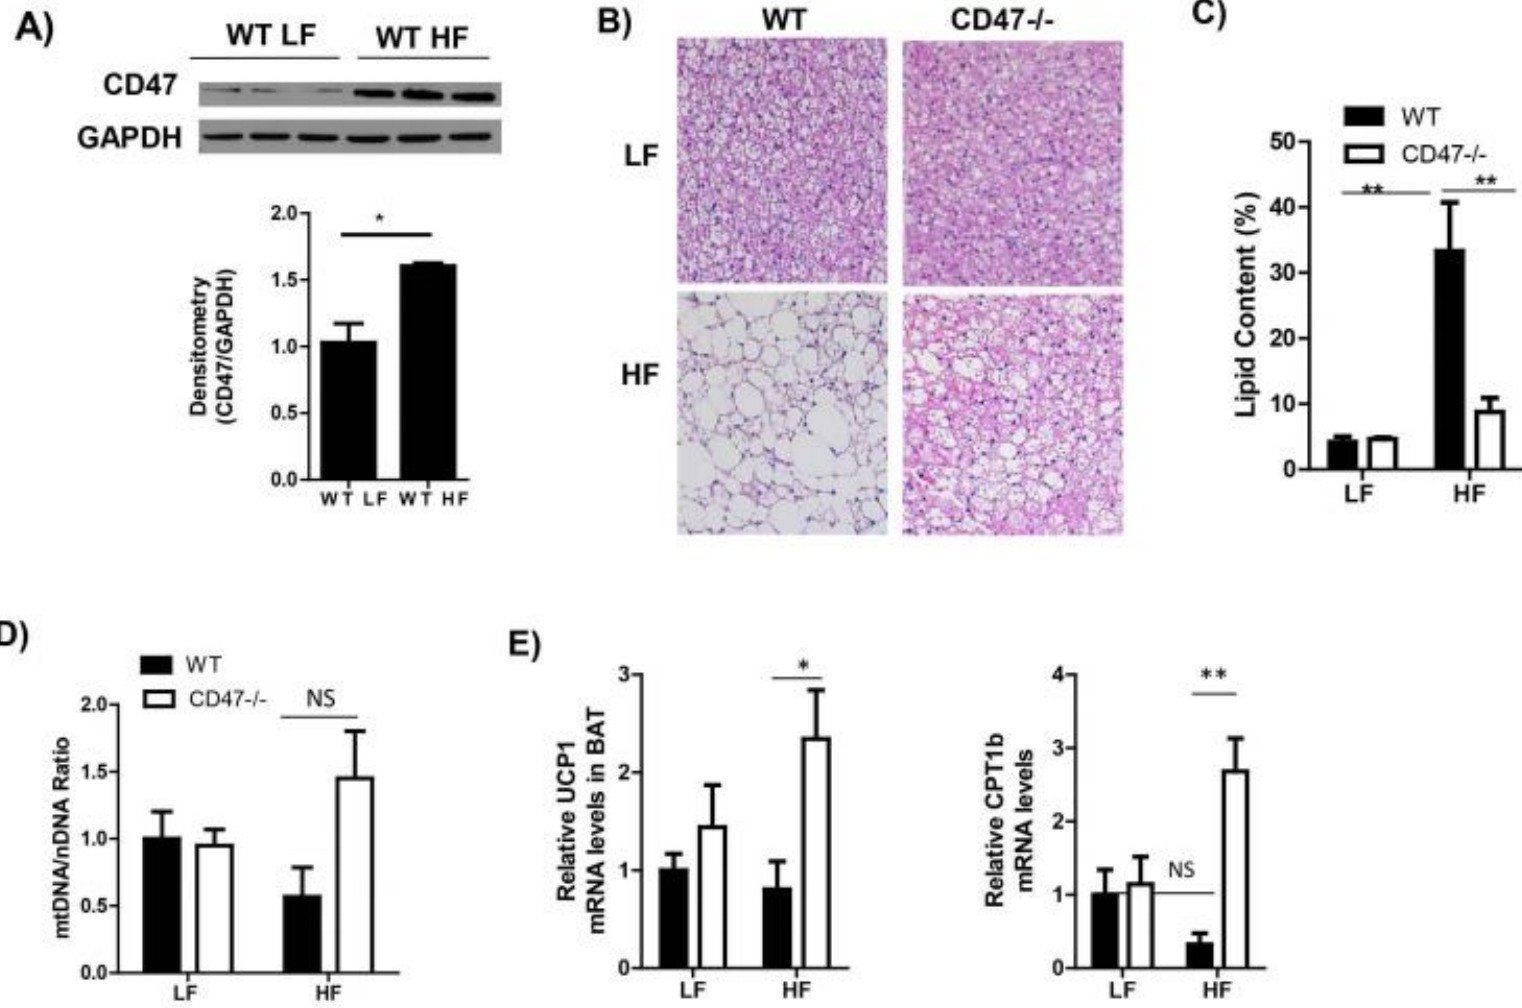 A)
WT LF WT HF
CD47
GAPDH
Densitometry
(CD47/GAPDH)
2.0
1.5
1.0
0.5
0.0
*
WT LF WT HF
B)
WT CD47-/-
LF
HF
C)
WT
CD47-/-
Lipid Content (%)
50
40
30
20
10
0
** **
LF HF
D)
WT
CD47-/-
NS
mtDNA/nDNA Ratio
2.0
1.5
1.0
0.5
0.0
LF HF
E)
Relative UCP1
mRNA levels in BAT
3
2
1
0
*
LF HF
Relative CPT1b
mRNA levels
4
3
2
1
0
**
NS
LF HF